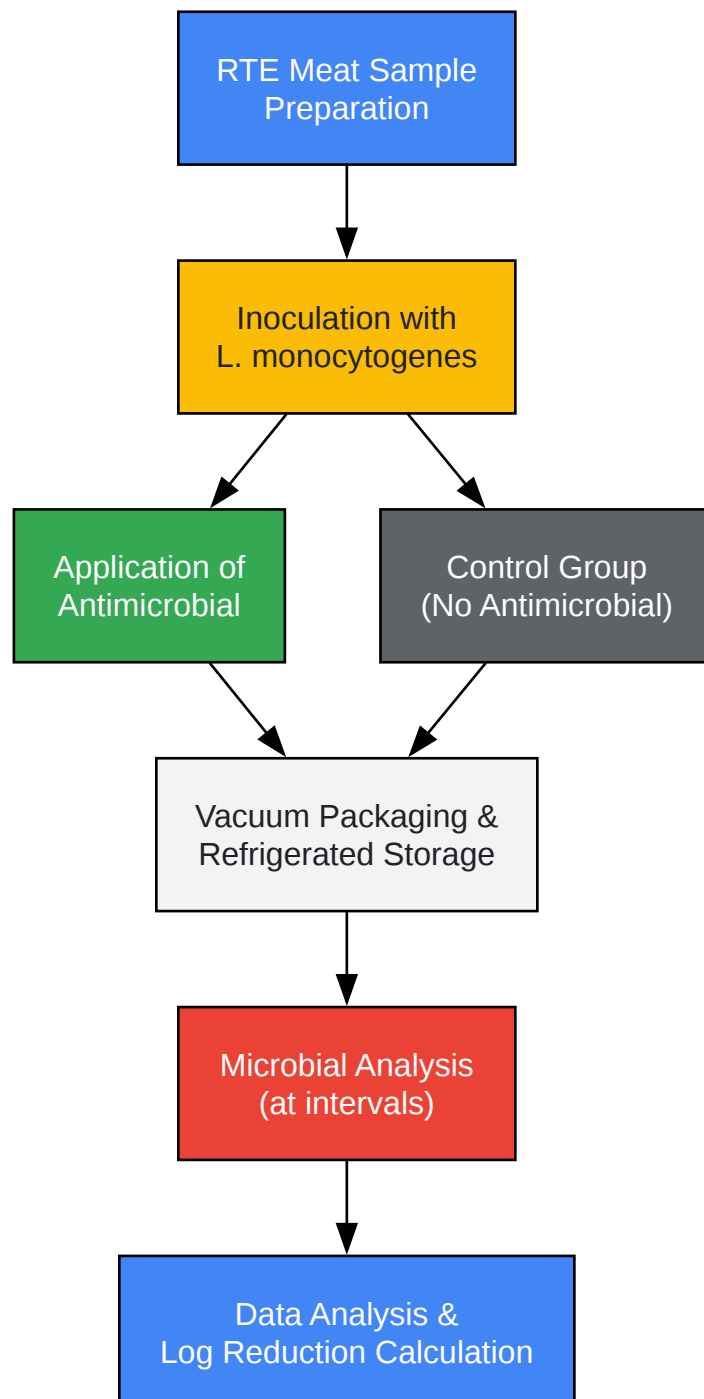 RTE Meat Sample
Preparation
Inoculation with
L. monocytogenes
Application of
Antimicrobial
Control Group
(No Antimicrobial)
Vacuum Packaging &
Refrigerated Storage
Microbial Analysis
(at intervals)
Data Analysis &
Log Reduction Calculation